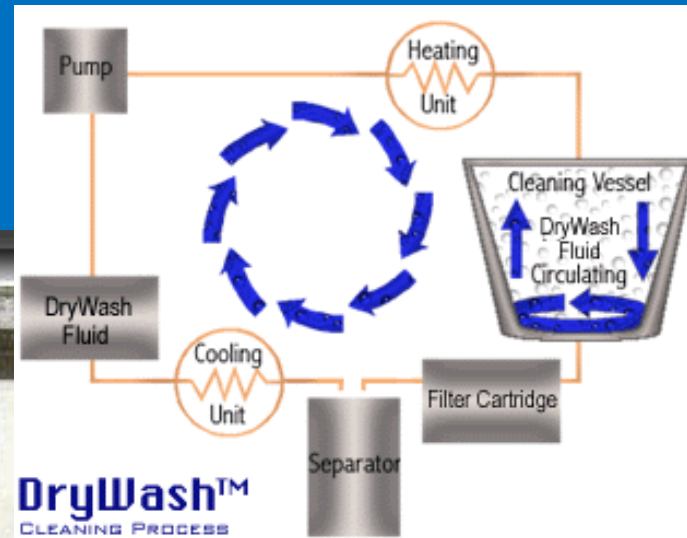 Pump
Heating
Unit
Cleaning Vessel
DryWash
Fluid
Circulating
DryWash
Fluid
Cooling
Unit
Filter Cartridge
Separator
DryWash™
CLEANING PROCESS